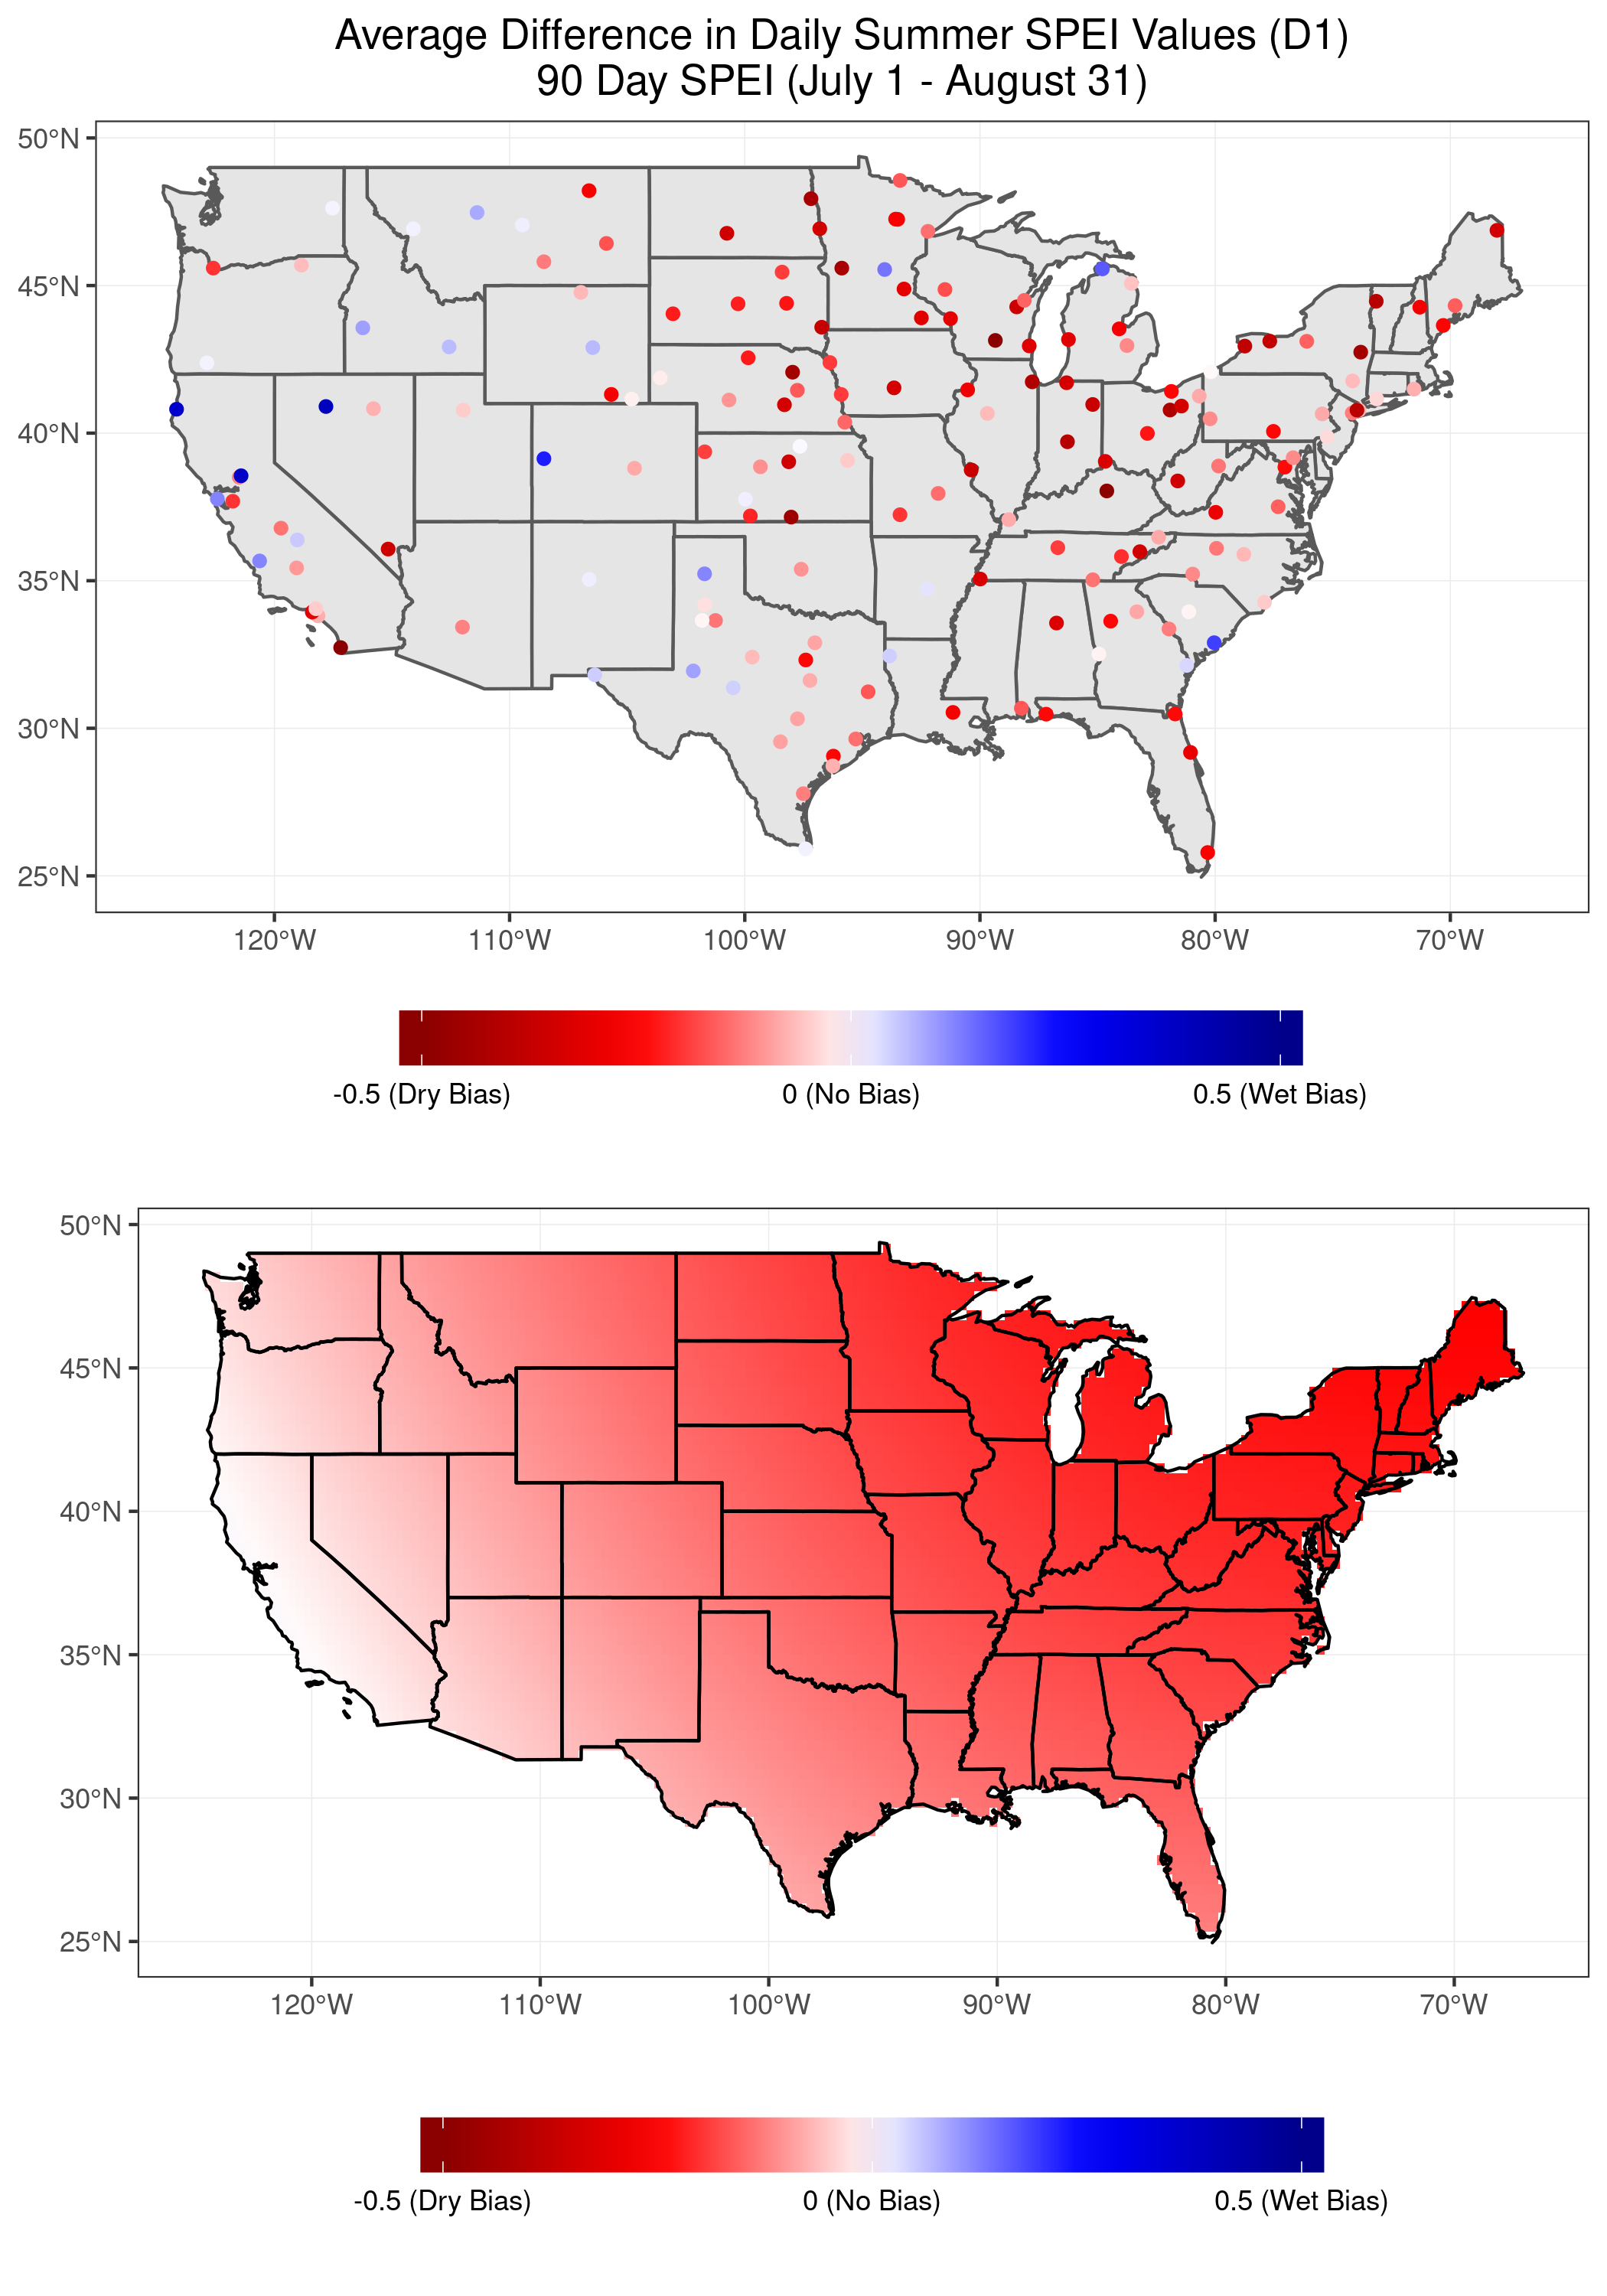 Average Difference in Daily Summer SPEI Values (D1)
90 Day SPEI (July 1 - August 31)
50°N
45°N
40°N
35°N
30°N
25°N
120°W 110°W 100°W 90°W 80°W 70°W
-0.5 (Dry Bias) 0 (No Bias) 0.5 (Wet Bias)
50°N
45°N
40°N
35°N
30°N
25°N
120°W 110°W 100°W 90°W 80°W 70°W
-0.5 (Dry Bias) 0 (No Bias) 0.5 (Wet Bias)